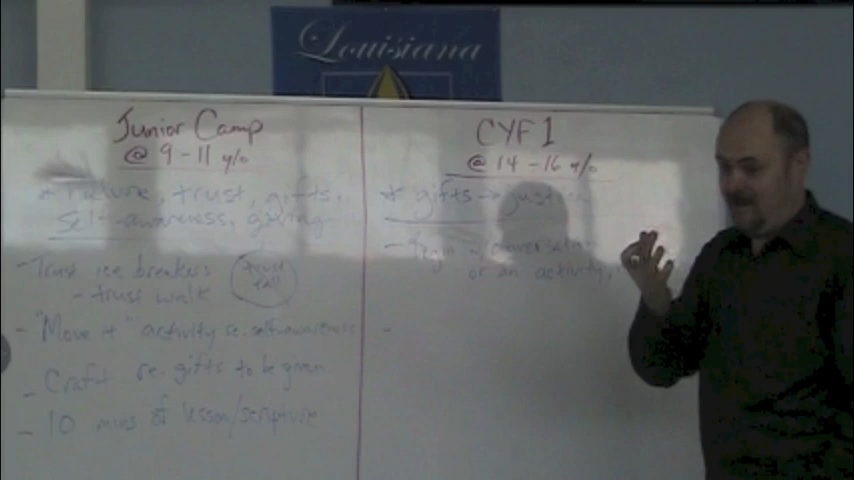 Louisiana
Junior Camp
@ 9 - 11 y/o
* Nature, trust, gifts,
self-awareness, giving
- Trust ice breakers
- trust walk
trust
fall
- "Move it" activity re. self-awareness
- Craft re. gifts to be given
- 10 mins of lesson/scripture
CYF I
@ 14 - 16 y/o
* gifts → justice
- Train - conversation
or an activity,
-